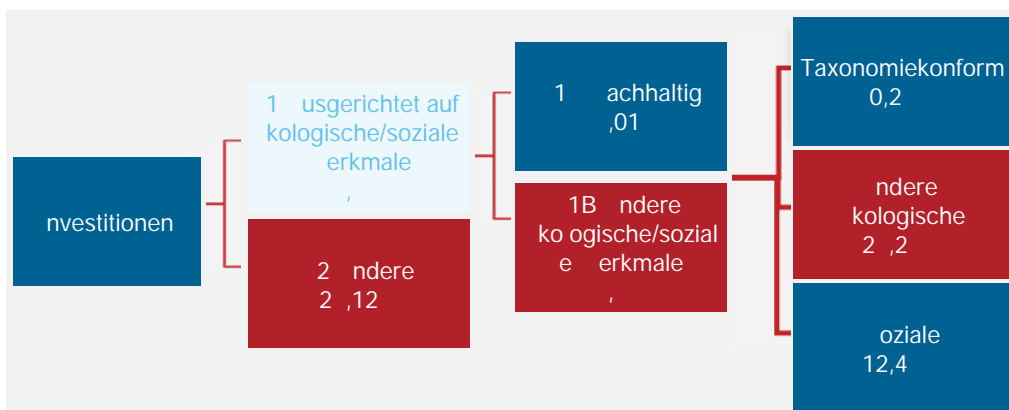 nvestitionen
1 usgerichtet auf
kologische/soziale
erkmale
,
2 ndere
2 ,12
1 achhaltig
,01
1B ndere
ko ogische/sozial
e erkmale
,
Taxonomiekonform
0,2
ndere
kologische
2 ,2
oziale
12,4